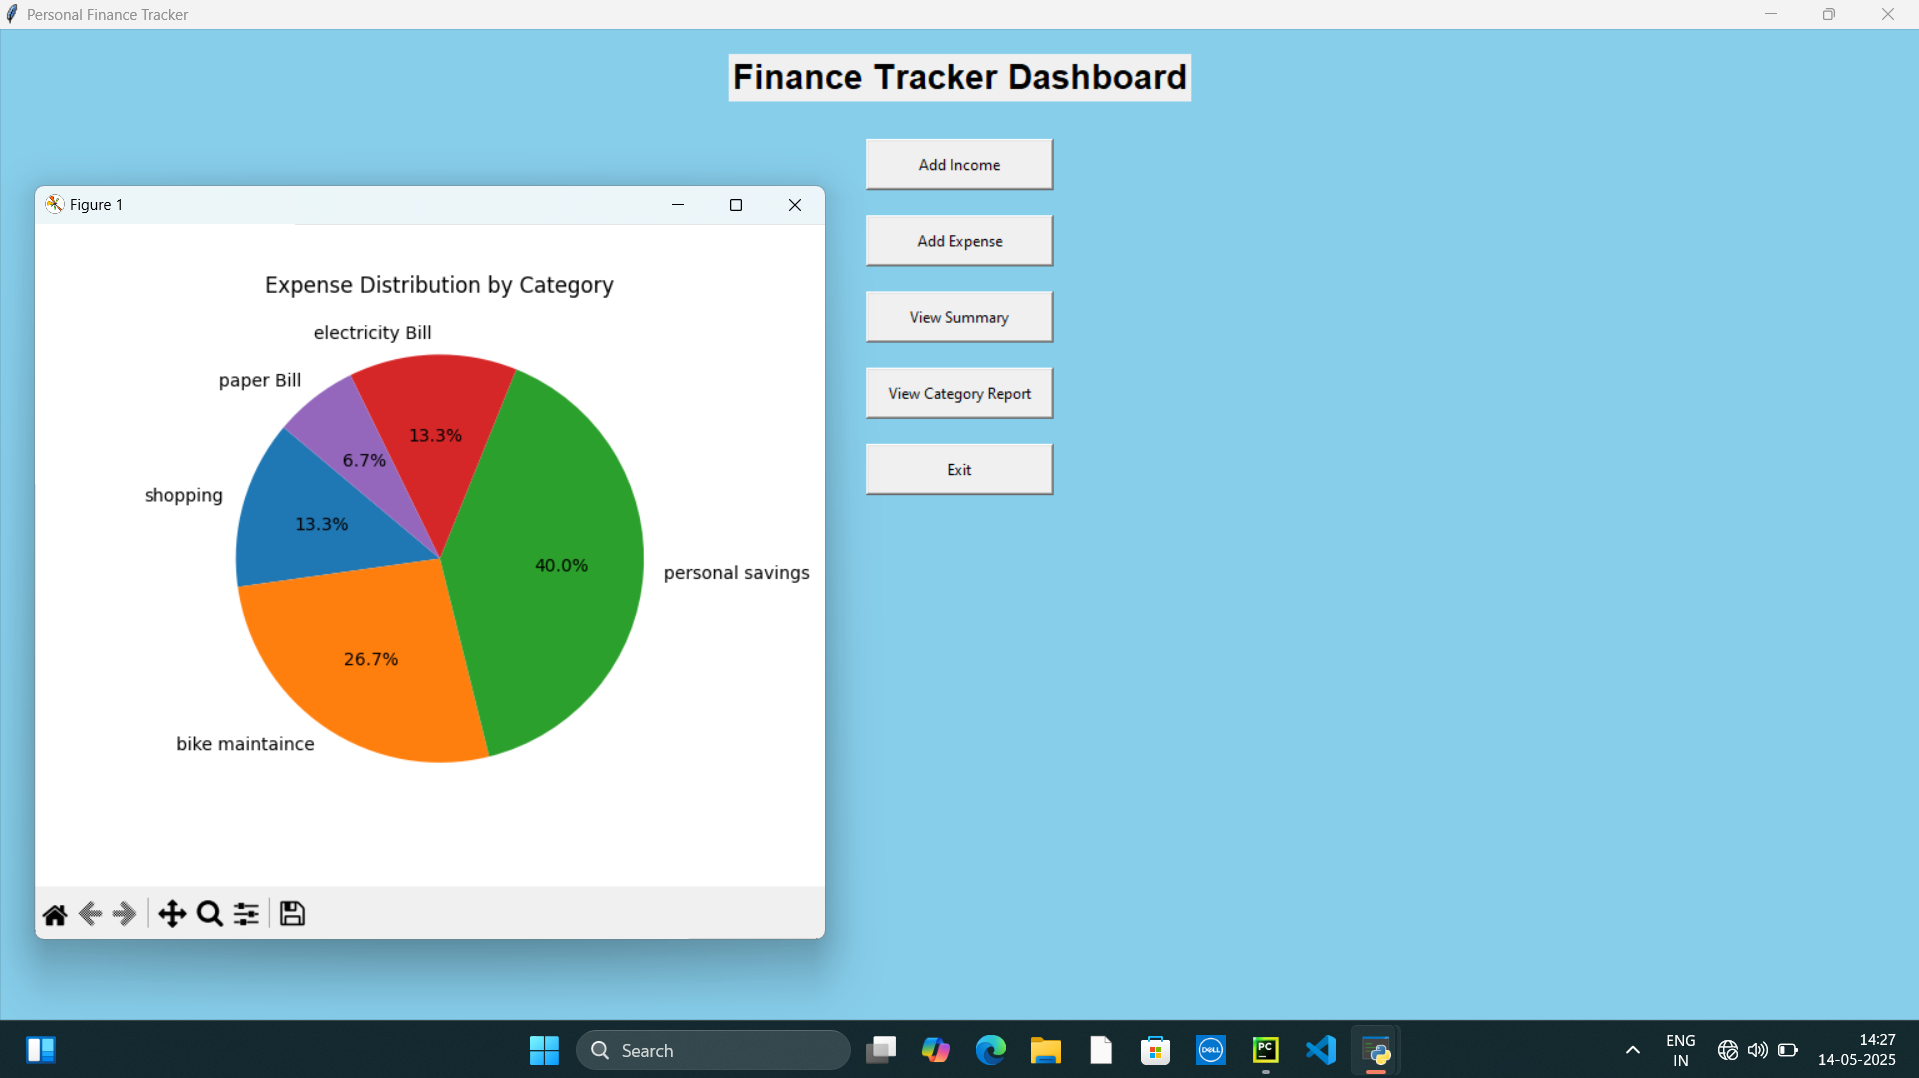 Personal Finance Tracker
Finance Tracker Dashboard
Add Income
Add Expense
View Summary
View Category Report
Exit
Figure 1
Expense Distribution by Category
electricity Bill
paper Bill
shopping
bike maintaince
personal savings
13.3%
6.7%
13.3%
40.0%
26.7%
Search
DELL
PC
ENG
IN
14:27
14-05-2025